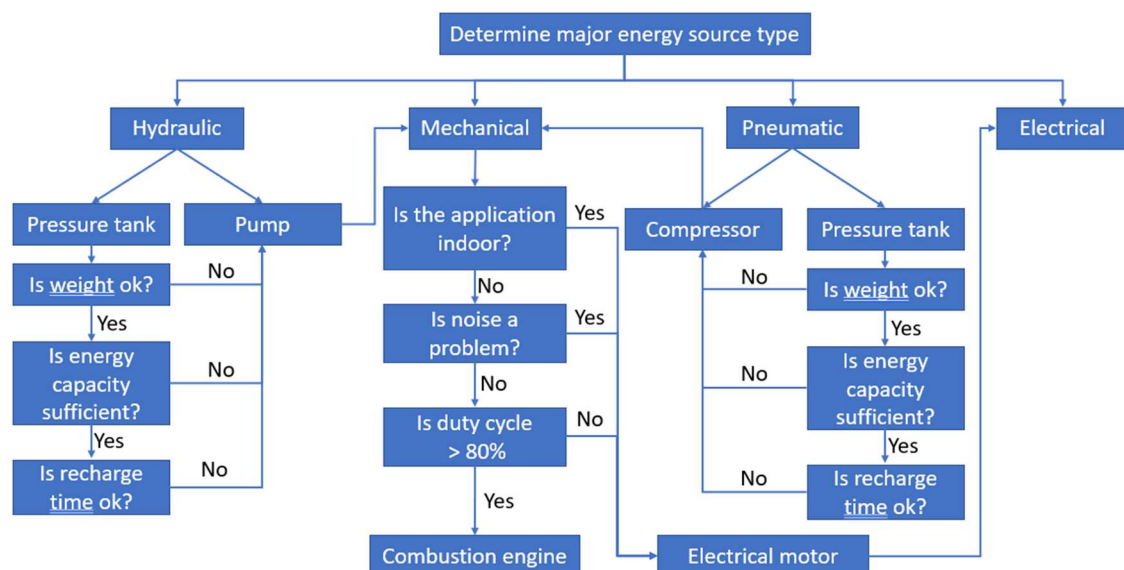 Determine major energy source type
Hydraulic
Mechanical
Pneumatic
Electrical
Pressure tank
Pump
Is the application
indoor?
Yes
Compressor
Pressure tank
Is weight ok?
No
No
Is weight ok?
No
Yes
Is noise a
problem?
Yes
Yes
Is energy
capacity
sufficient?
No
No
No
Is energy
capacity
sufficient?
Yes
Is duty cycle
> 80%
No
Yes
Is recharge
time ok?
No
No
Is recharge
time ok?
Yes
Combustion engine
Electrical motor